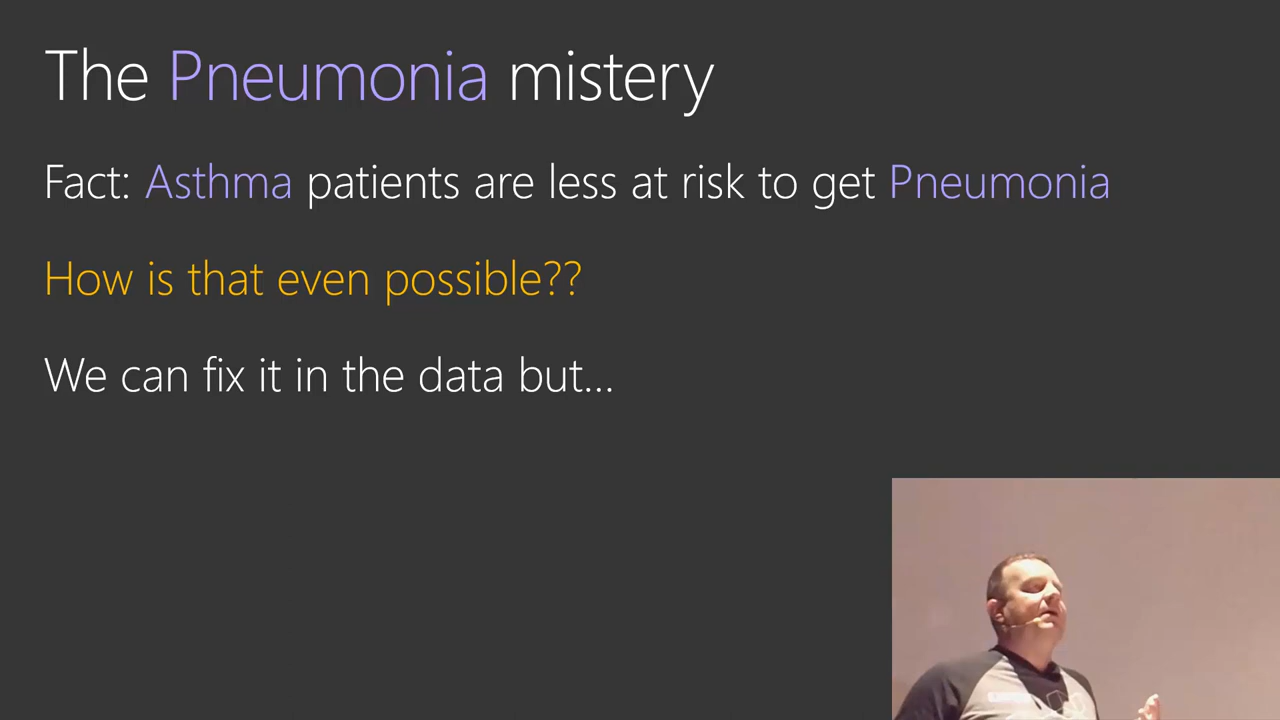 The Pneumonia mistery
Fact: Asthma patients are less at risk to get Pneumonia
How is that even possible??
We can fix it in the data but...